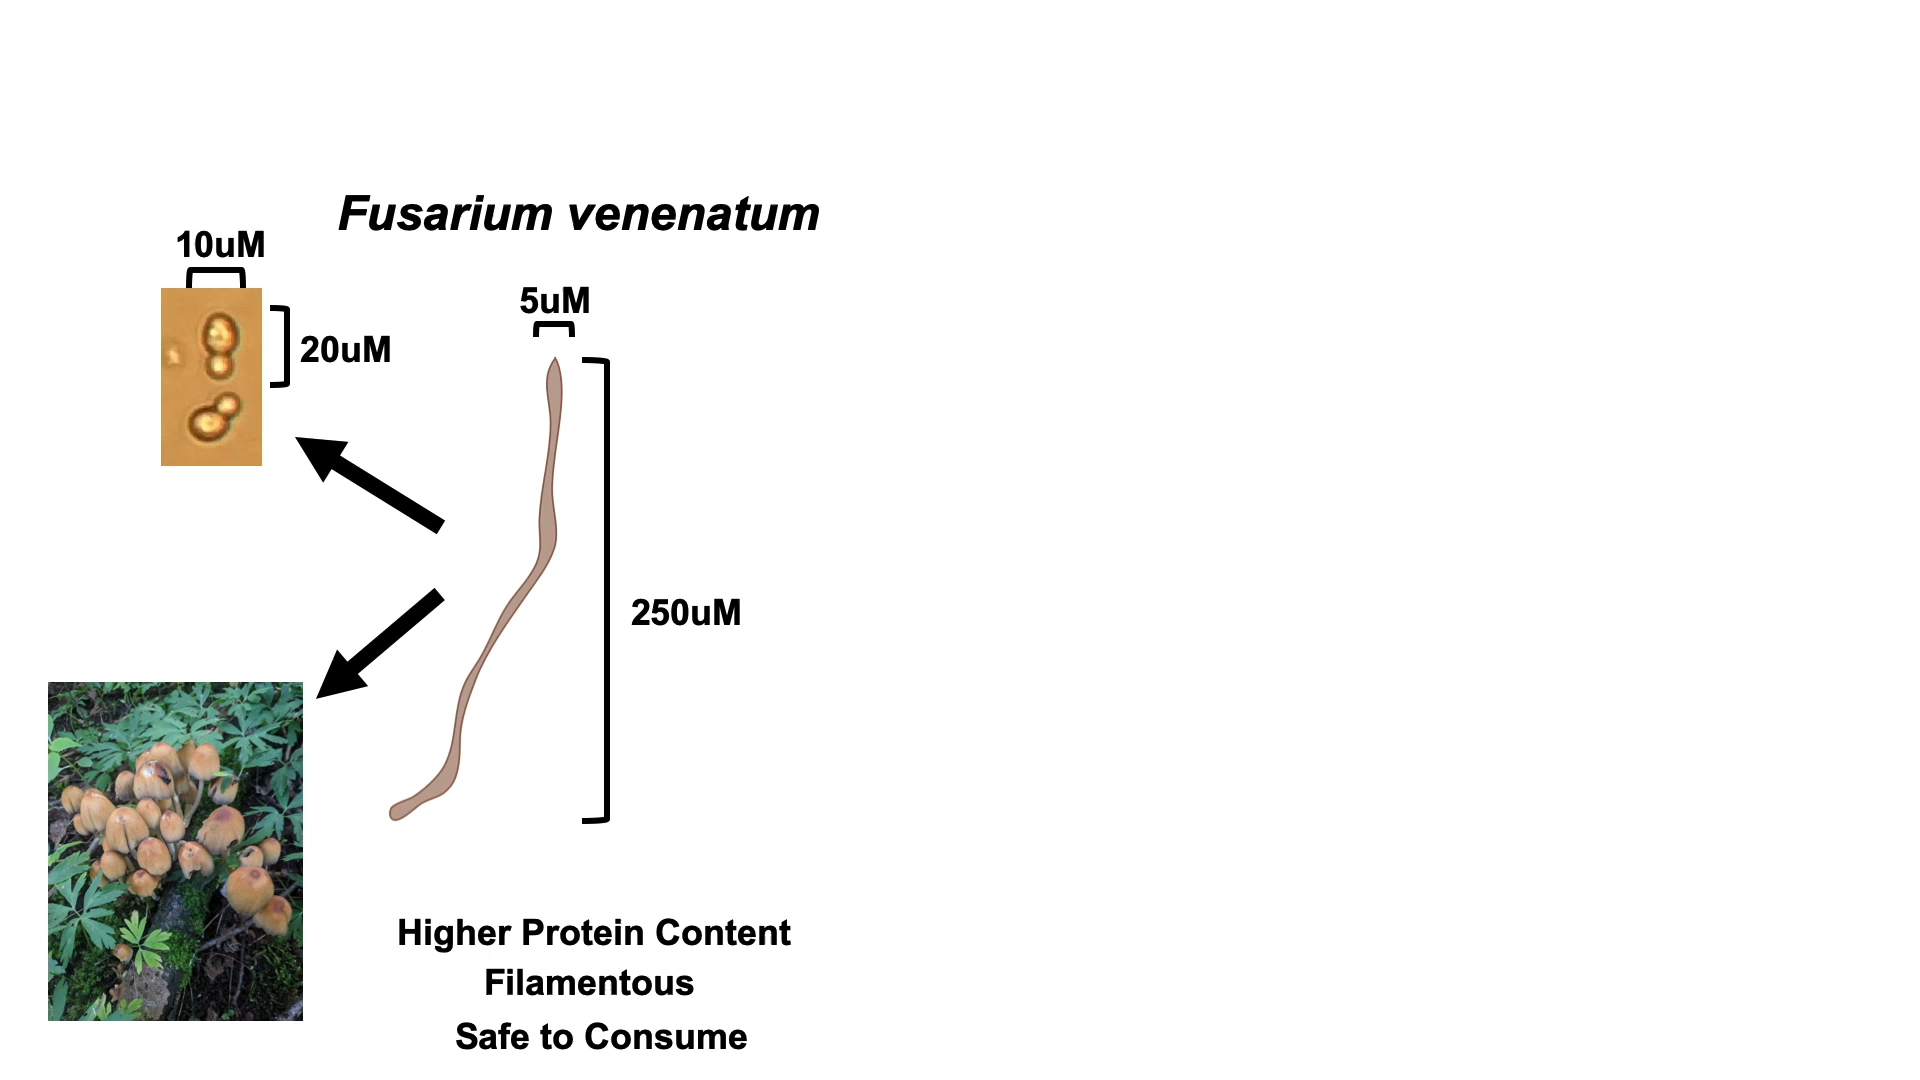 Fusarium venenatum
10uM
20uM
5uM
250uM
Higher Protein Content
Filamentous
Safe to Consume